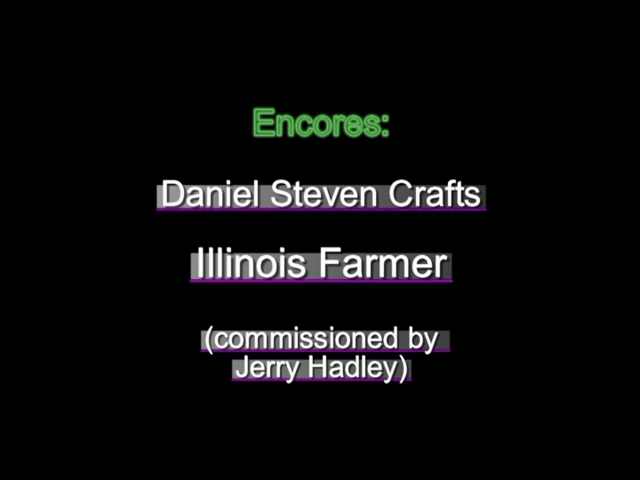 Encores:
Daniel Steven Crafts
Illinois Farmer
(commissioned by
Jerry Hadley)